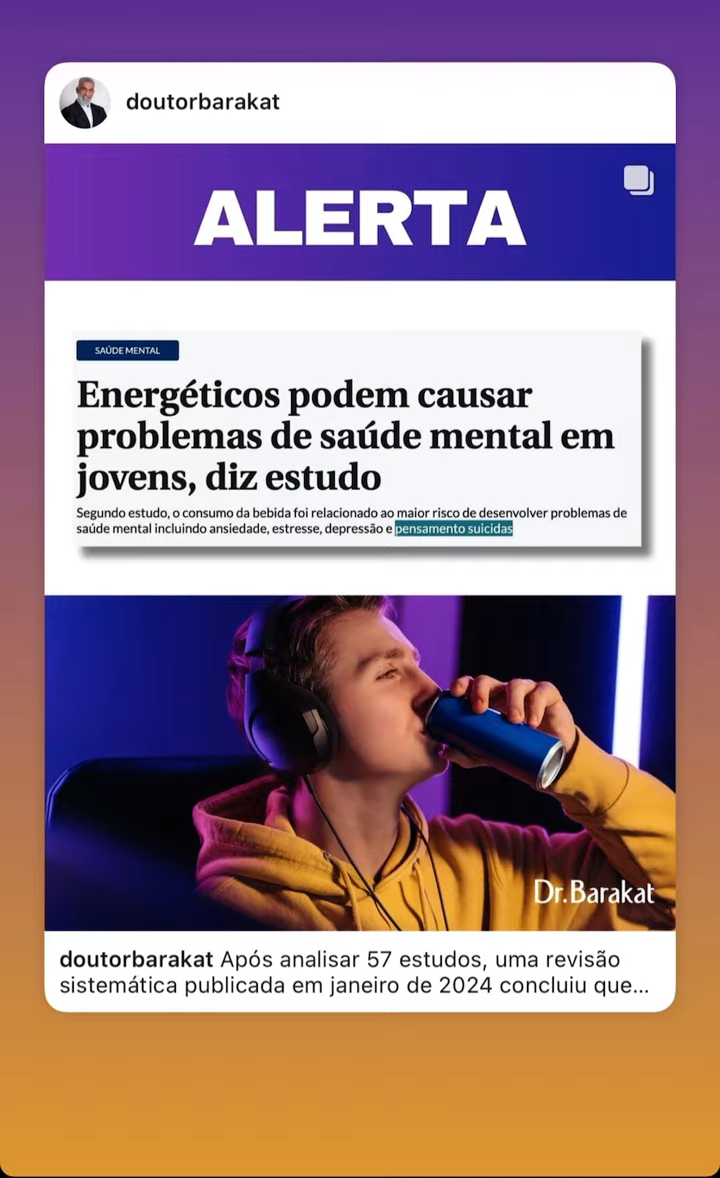 doutorbarakat
ALERTA
SAÚDE MENTAL
Energéticos podem causar
problemas de saúde mental em
jovens, diz estudo
Segundo estudo, o consumo da bebida foi relacionado ao maior risco de desenvolver problemas de
saúde mental incluindo ansiedade, estresse, depressão e pensamento suicidas
Dr.Barakat
doutorbarakat Após analisar 57 estudos, uma revisão
sistemática publicada em janeiro de 2024 concluiu que...